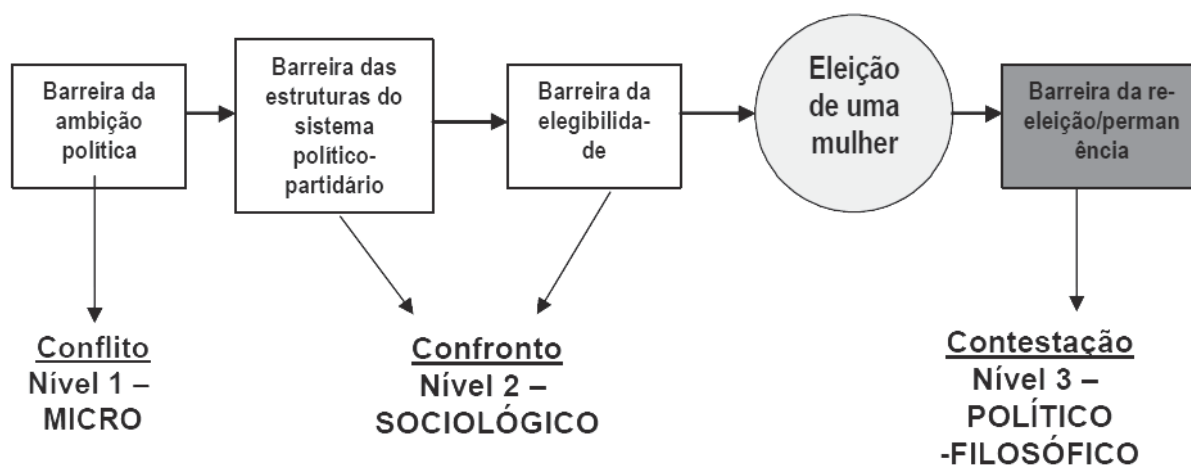 Barreira da
ambição
política
Barreira das
estruturas do
sistema
político-
partidário
Barreira da
elegibilida-
de
Eleição
de uma
mulher
Barreira da re-
eleição/perman
ência
Conflito
Nível 1 –
MICRO
Confronto
Nível 2 –
SOCIOLÓGICO
Contestação
Nível 3 –
POLÍTICO
-FILOSÓFICO